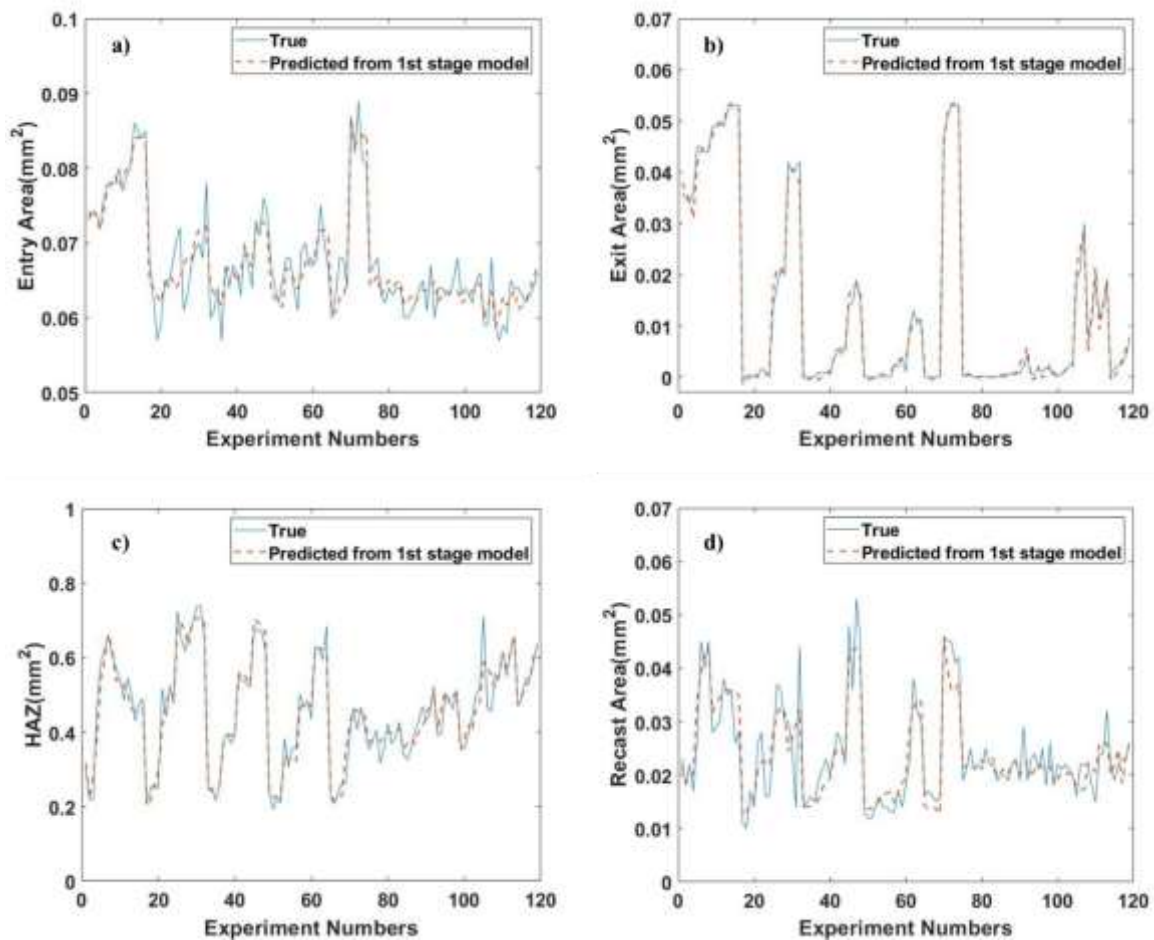 a)
True
Predicted from 1st stage model
0.1
0.09
0.08
0.07
0.06
0.05
Entry Area(mm²)
0 20 40 60 80 100 120
Experiment Numbers
b)
True
Predicted from 1st stage model
0.07
0.06
0.05
0.04
0.03
0.02
0.01
0
Exit Area(mm²)
0 20 40 60 80 100 120
Experiment Numbers
c)
True
Predicted from 1st stage model
1
0.8
0.6
0.4
0.2
0
HAZ(mm²)
0 20 40 60 80 100 120
Experiment Numbers
d)
True
Predicted from 1st stage model
0.07
0.06
0.05
0.04
0.03
0.02
0.01
0
Recast Area(mm²)
0 20 40 60 80 100 120
Experiment Numbers